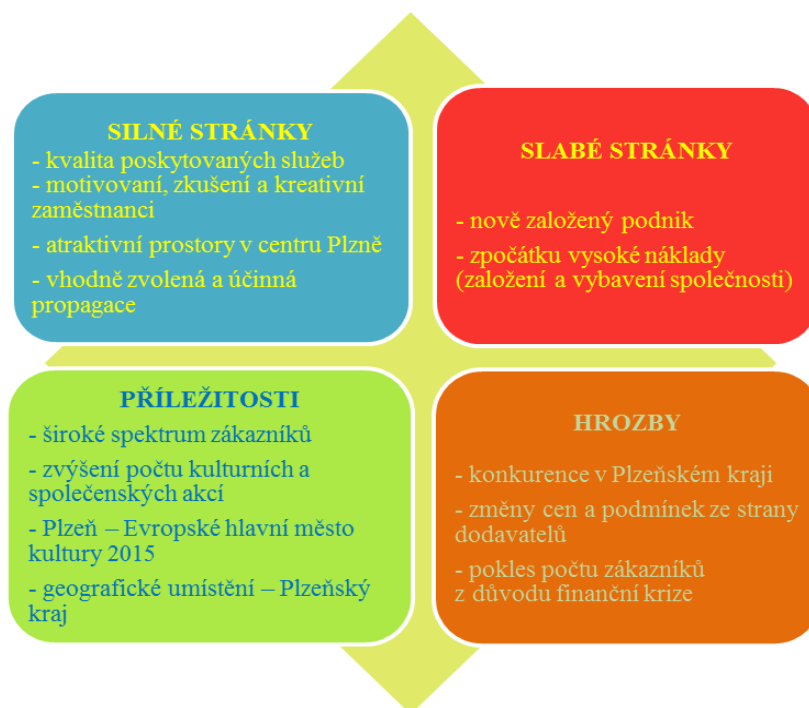 SILNÉ STRÁNKY
- kvalita poskytovaných služeb
- motivovaní, zkušení a kreativní
zaměstnanci
- atraktivní prostory v centru Plzně
- vhodně zvolená a účinná
propagace
SLABÉ STRÁNKY
- nově založený podnik
- zpočátku vysoké náklady
(založení a vybavení společnosti)
PŘÍLEŽITOSTI
- široké spektrum zákazníků
- zvýšení počtu kulturních a
společenských akcí
- Plzeň – Evropské hlavní město
kultury 2015
- geografické umístění – Plzeňský
kraj
HROZBY
- konkurence v Plzeňském kraji
- změny cen a podmínek ze strany
dodavatelů
- pokles počtu zákazníků
z důvodu finanční krize